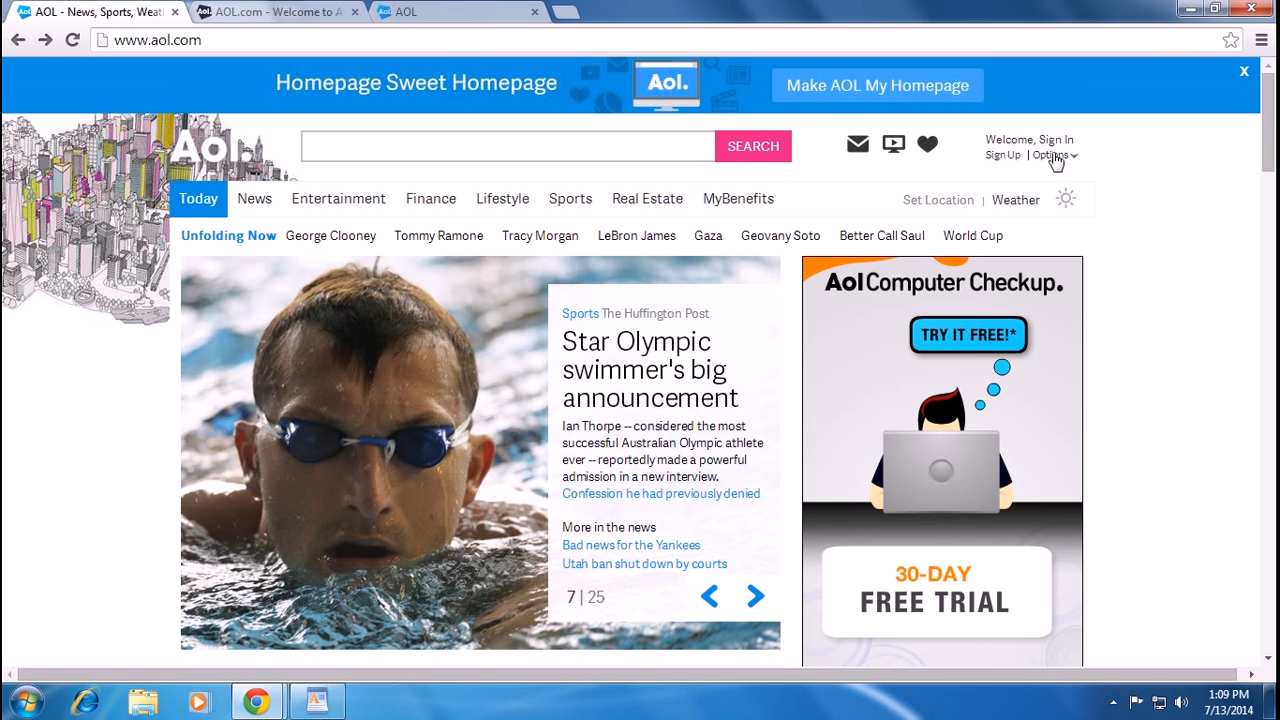 AOL - News, Sports, Weat
AOL.com - Welcome to A
AOL
www.aol.com
Homepage Sweet Homepage
Aol.
Make AOL My Homepage
X
Aol.
SEARCH
Welcome, Sign In
Sign Up | Options
Today
News
Entertainment
Finance
Lifestyle
Sports
Real Estate
MyBenefits
Set Location | Weather
Unfolding Now
George Clooney
Tommy Ramone
Tracy Morgan
LeBron James
Gaza
Geovany Soto
Better Call Saul
World Cup
Sports The Huffington Post
Star Olympic
swimmer's big
announcement
Ian Thorpe -- considered the most
successful Australian Olympic athlete
ever -- reportedly made a powerful
admission in a new interview.
Confession he had previously denied
More in the news
Bad news for the Yankees
Utah ban shut down by courts
7 | 25
Aol Computer Checkup.
TRY IT FREE!*
30-DAY
FREE TRIAL
1:09 PM
7/13/2014